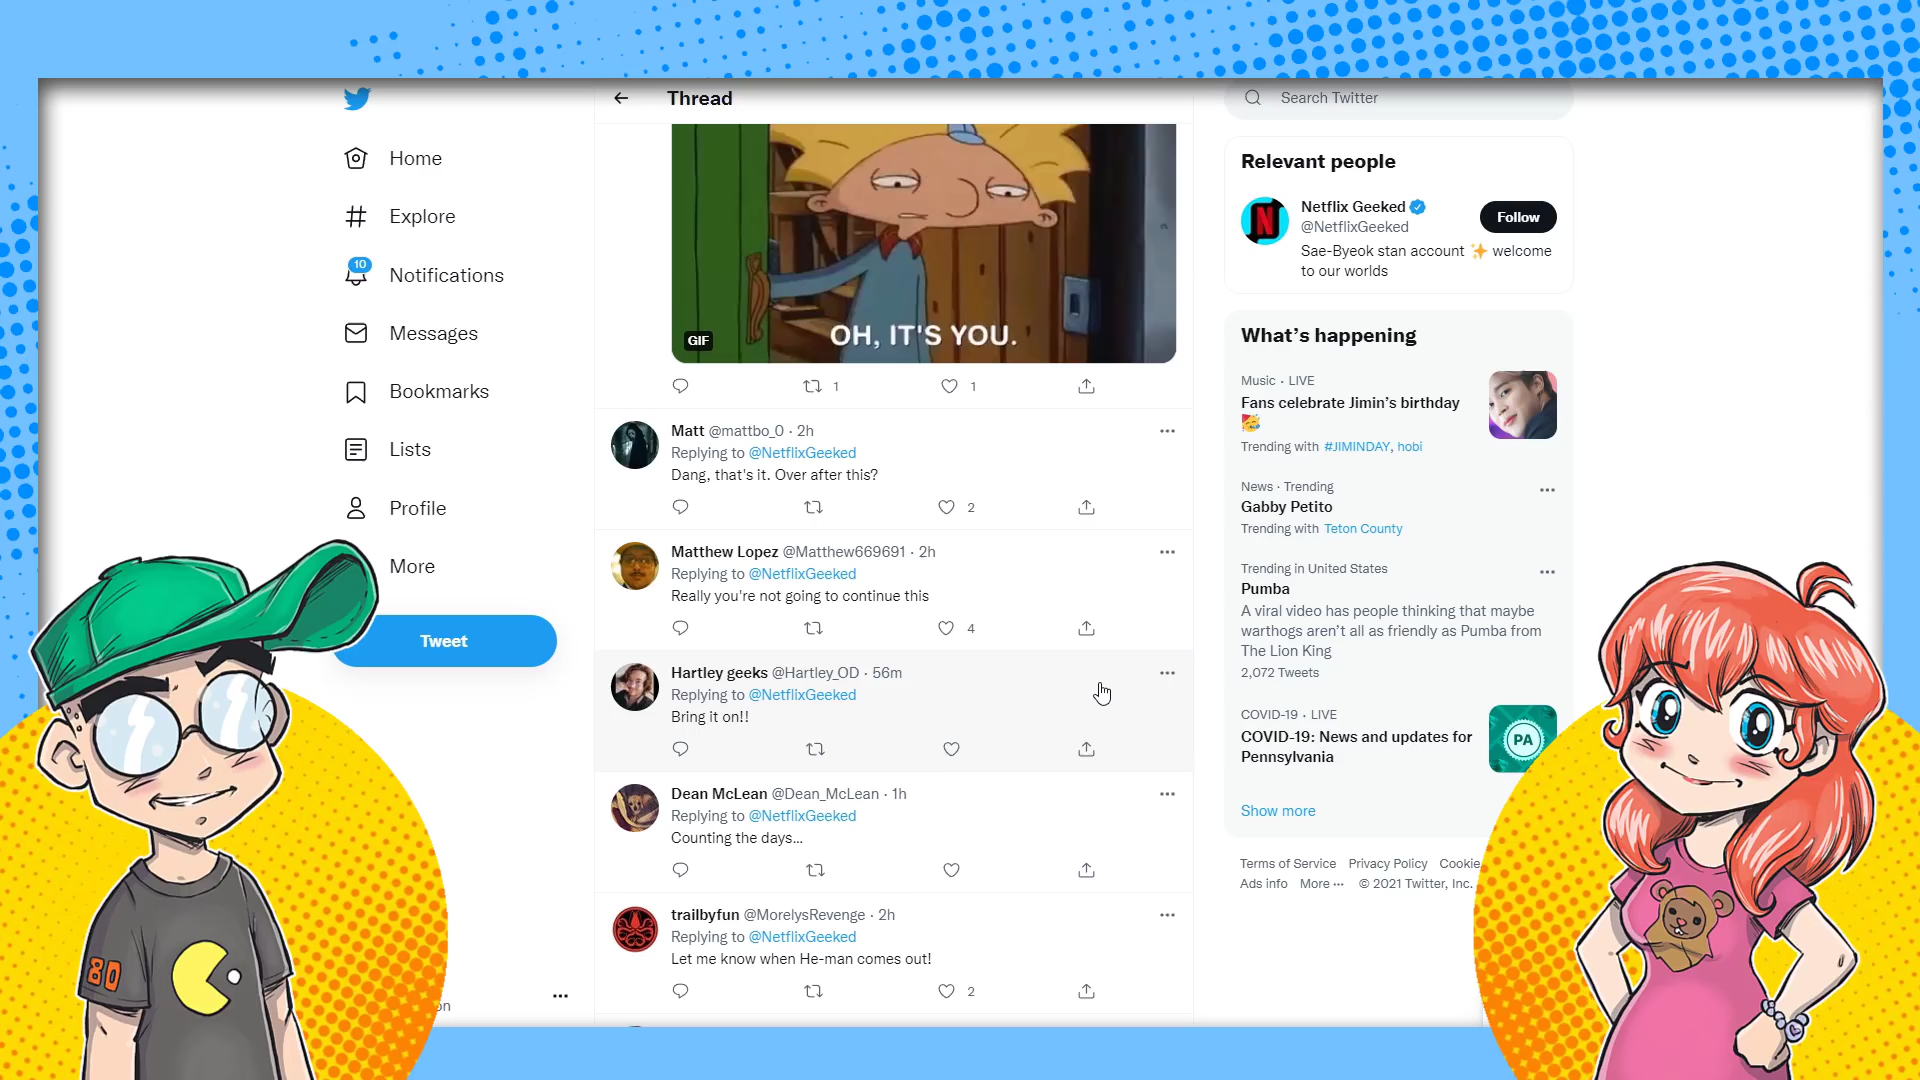 Thread
Search Twitter
Home
Explore
10
Notifications
Messages
Bookmarks
Lists
Profile
More
Tweet
OH, IT'S YOU.
GIF
1
1
Matt @mattbo_0 · 2h
Replying to @NetflixGeeked
Dang, that's it. Over after this?
2
Matthew Lopez @Matthew669691 · 2h
Replying to @NetflixGeeked
Really you're not going to continue this
4
Hartley geeks @Hartley_OD · 56m
Replying to @NetflixGeeked
Bring it on!!
Dean McLean @Dean_McLean · 1h
Replying to @NetflixGeeked
Counting the days...
trailbyfun @MorelysRevenge · 2h
Replying to @NetflixGeeked
Let me know when He-man comes out!
2
Relevant people
N
Netflix Geeked
@NetflixGeeked
Follow
Sae-Byeok stan account ✨ welcome
to our worlds
What's happening
Music · LIVE
Fans celebrate Jimin's birthday
🥳
Trending with #JIMINDAY, hobi
News · Trending
Gabby Petito
Trending with Teton County
Trending in United States
Pumba
A viral video has people thinking that maybe
warthogs aren't all as friendly as Pumba from
The Lion King
2,072 Tweets
COVID-19 · LIVE
COVID-19: News and updates for
Pennsylvania
PA
Show more
Terms of Service Privacy Policy Cookie
Ads info More ··· © 2021 Twitter, Inc.
80
on